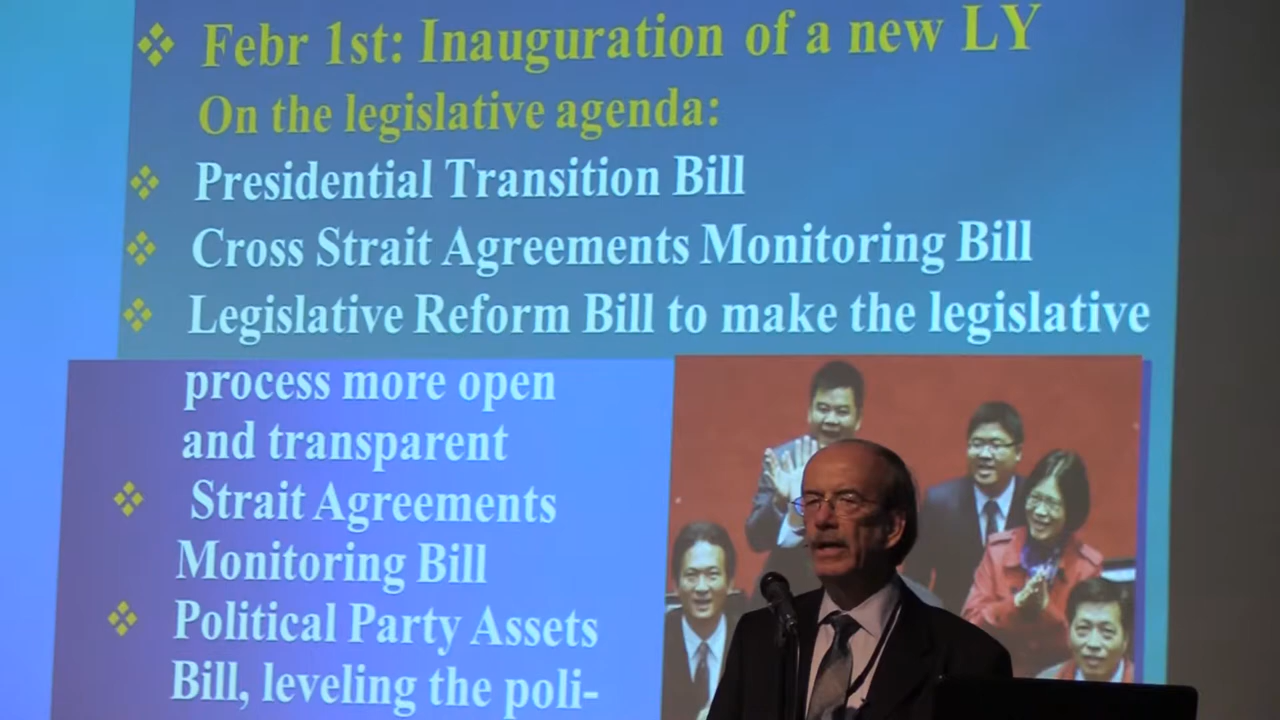 Febr 1st: Inauguration of a new LY
On the legislative agenda:
Presidential Transition Bill
Cross Strait Agreements Monitoring Bill
Legislative Reform Bill to make the legislative
process more open
and transparent
Strait Agreements
Monitoring Bill
Political Party Assets
Bill, leveling the poli-